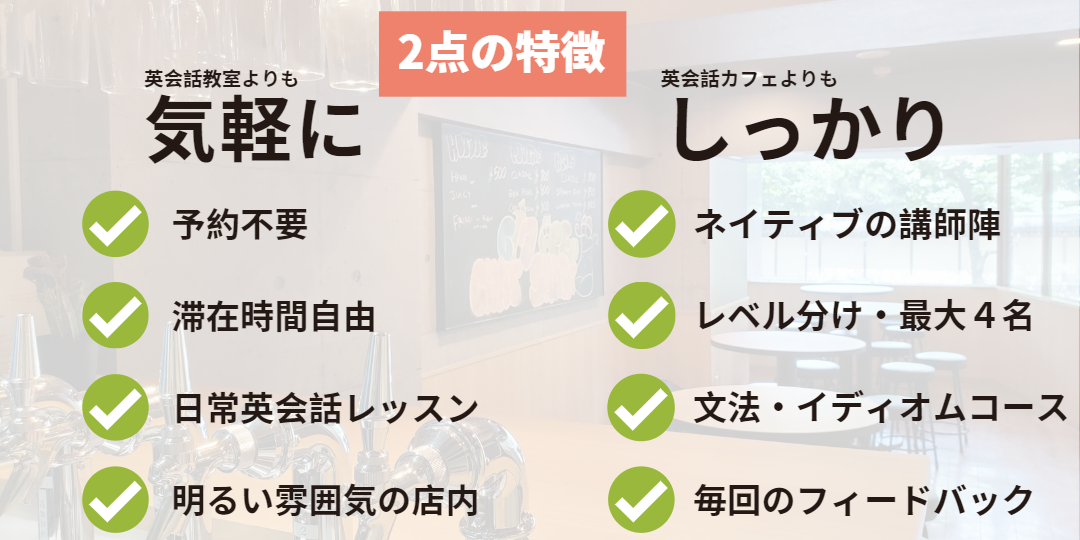 2点の特徴
英会話教室よりも
気軽に
予約不要
滞在時間自由
日常英会話レッスン
明るい雰囲気の店内
英会話カフェよりも
しっかり
ネイティブの講師陣
レベル分け・最大４名
文法・イディオムコース
毎回のフィードバック